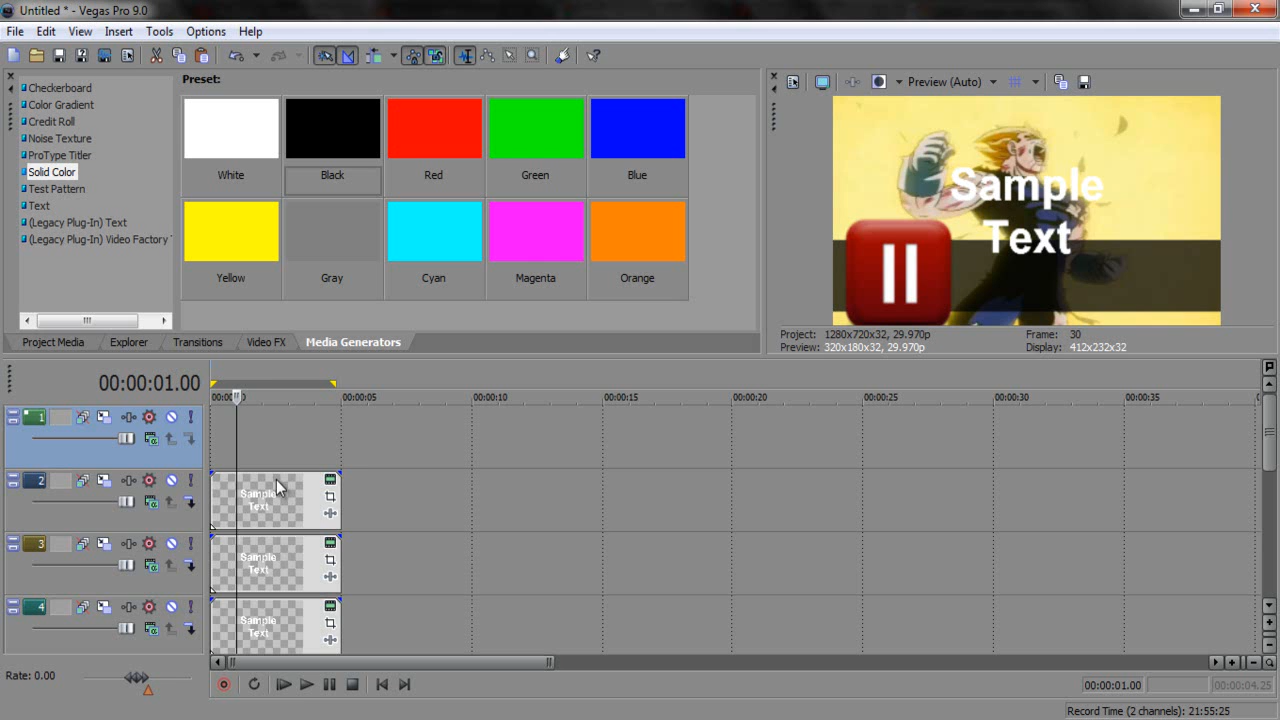 Untitled * - Vegas Pro 9.0
File Edit View Insert Tools Options Help
Checkerboard
Color Gradient
Credit Roll
Noise Texture
ProType Titler
Solid Color
Test Pattern
Text
(Legacy Plug-In) Text
(Legacy Plug-In) Video Factory
Preset:
White Black Red Green Blue
Yellow Gray Cyan Magenta Orange
Project Media Explorer Transitions Video FX Media Generators
Preview (Auto)
Sample
Text
Project: 1280x720x32, 29.970p Frame: 30
Preview: 320x180x32, 29.970p Display: 412x232x32
00:00:01.00
00:00:05 00:00:10 00:00:15 00:00:20 00:00:25 00:00:30 00:00:35
1
2
Sample
Text
3
Sample
Text
4
Sample
Text
Rate: 0.00
00:00:01.00 00:00:04.25
Record Time (2 channels): 21:55:25